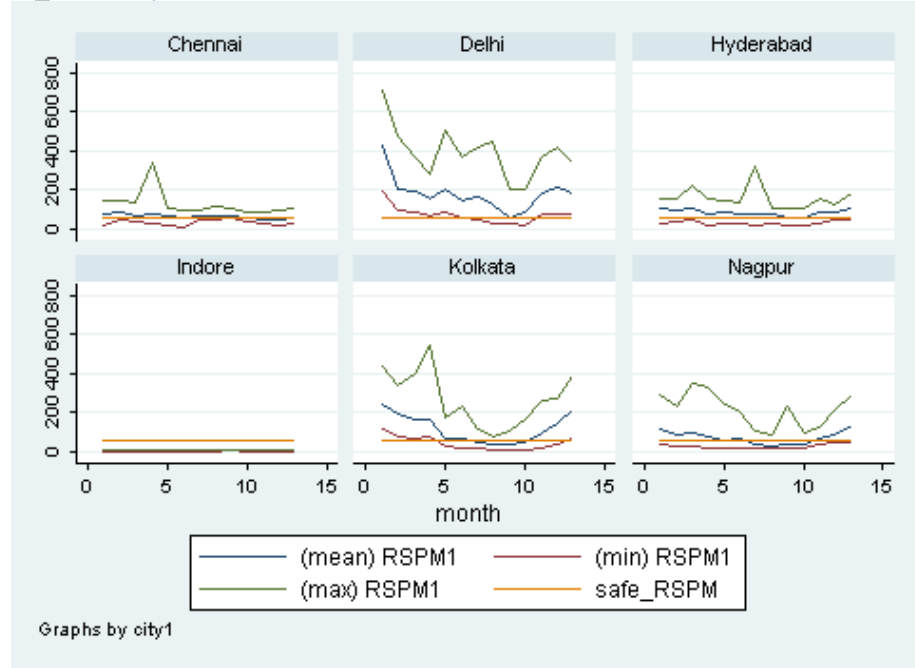 Chennai Delhi Hyderabad
0 200 400 600 800
Indore Kolkata Nagpur
0 200 400 600 800
0 5 10 15 0 5 10 15 0 5 10 15
month
(mean) RSPM1 (min) RSPM1
(max) RSPM1 safe_RSPM
Graphs by city1